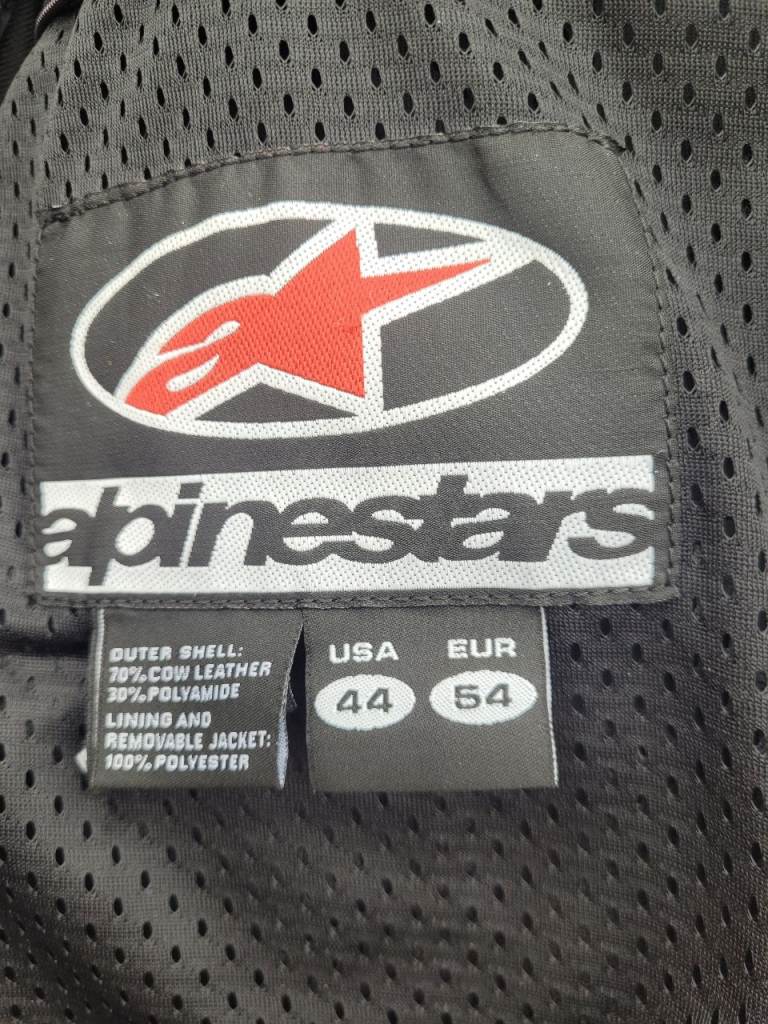 alpinestars
OUTER SHELL:
70% COW LEATHER
30% POLYAMIDE
LINING AND
REMOVABLE JACKET:
100% POLYESTER
USA EUR
44 54